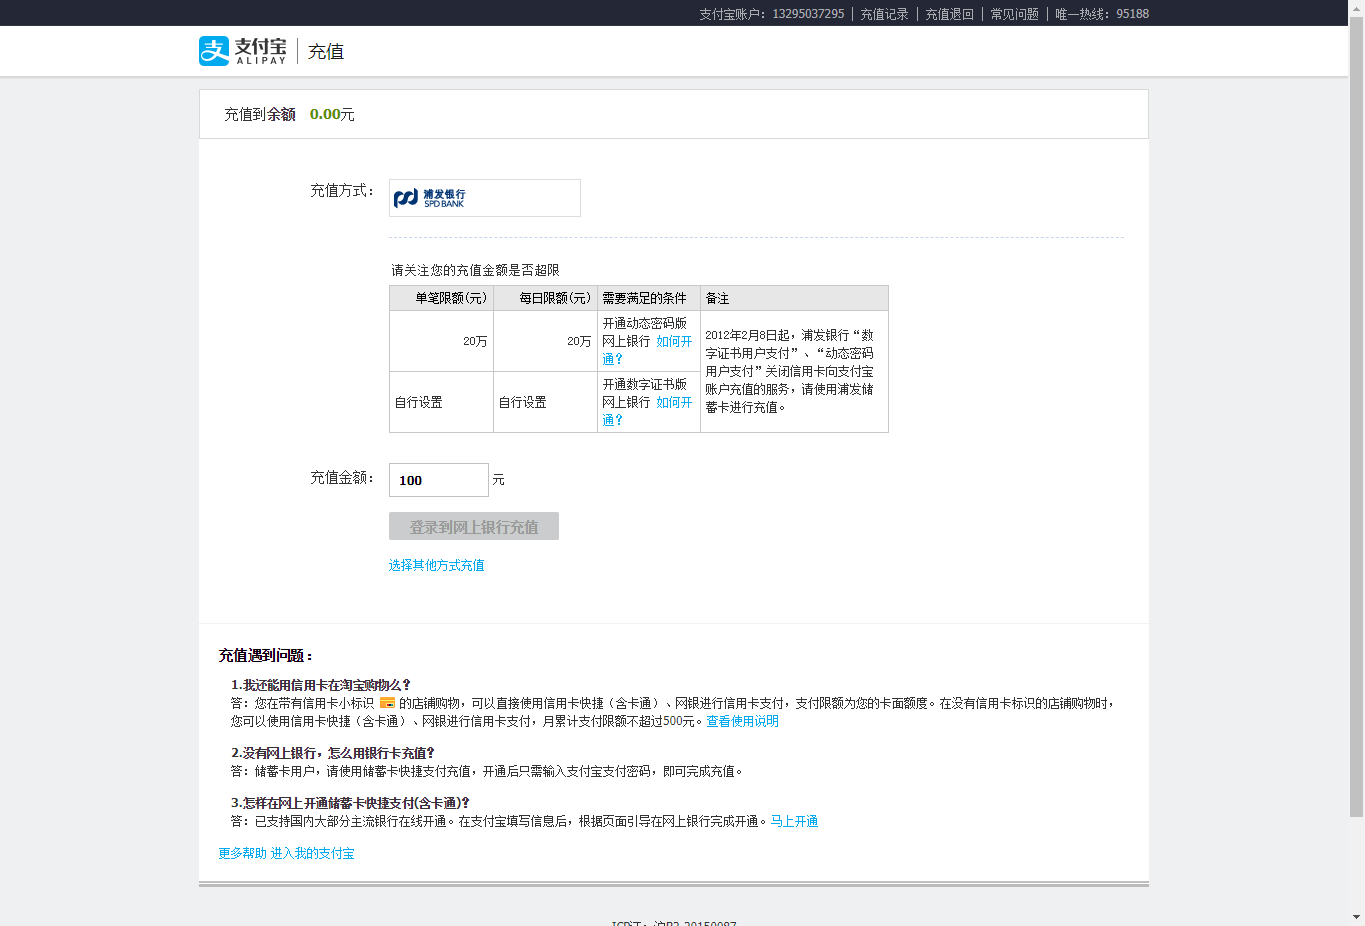 支付宝账户：13295037295 | 充值记录 | 充值退回 | 常见问题 | 唯一热线：95188
支付宝 ALIPAY | 充值
充值到余额 0.00元
充值方式：
浦发银行
SPD BANK
请关注您的充值金额是否超限
单笔限额(元) 每日限额(元) 需要满足的条件 备注
20万 20万
开通动态密码版
网上银行 如何开
通？
自行设置 自行设置
开通数字证书版
网上银行 如何开
通？
2012年2月8日起，浦发银行“数
字证书用户支付”、“动态密码
用户支付”关闭信用卡向支付宝
账户充值的服务，请使用浦发储
蓄卡进行充值。
充值金额： 100 元
登录到网上银行充值
选择其他方式充值
充值遇到问题：
1.我还能用信用卡在淘宝购物么？
答：您在带有信用卡小标识 的店铺购物，可以直接使用信用卡快捷（含卡通）、网银进行信用卡支付，支付限额为您的卡面额度。在没有信用卡标识的店铺购物时，
您可以使用信用卡快捷（含卡通）、网银进行信用卡支付，月累计支付限额不超过500元。查看使用说明
2.没有网上银行，怎么用银行卡充值？
答：储蓄卡用户，请使用储蓄卡快捷支付充值，开通后只需输入支付宝支付密码，即可完成充值。
3.怎样在网上开通储蓄卡快捷支付(含卡通)？
答：已支持国内大部分主流银行在线开通。在支付宝填写信息后，根据页面引导在网上银行完成开通。马上开通
更多帮助 进入我的支付宝
ICP证：沪B2-20150087